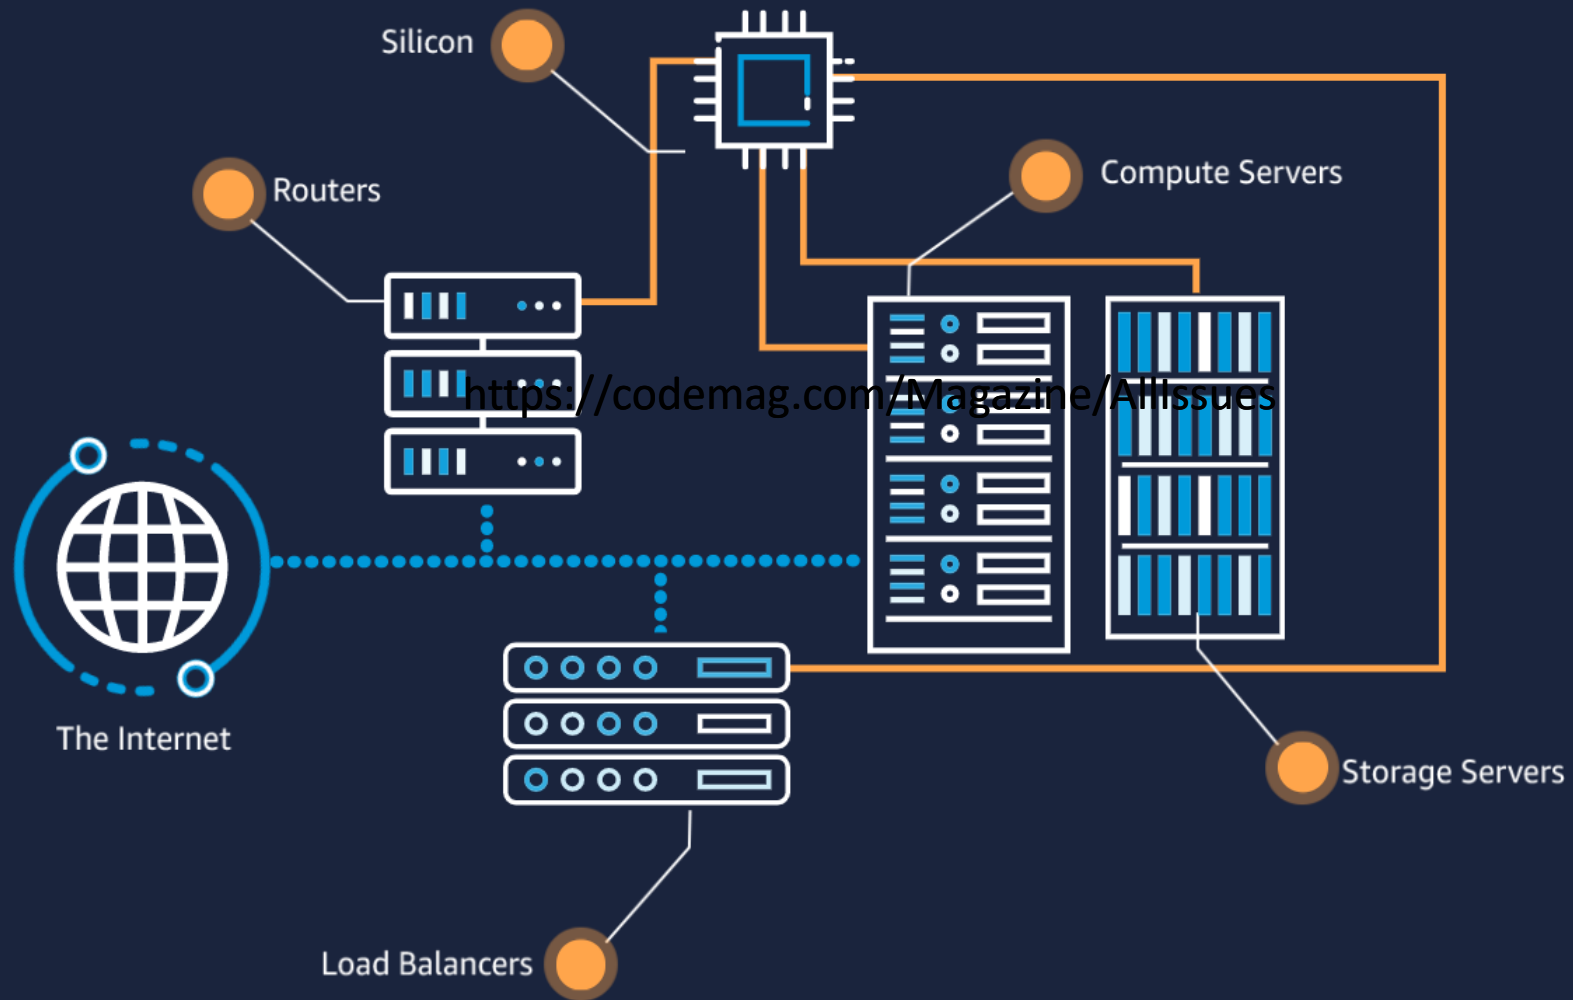 Silicon
Compute Servers
Routers
https://codemag.com/Magazine/AllIssues
The Internet
Storage Servers
Load Balancers